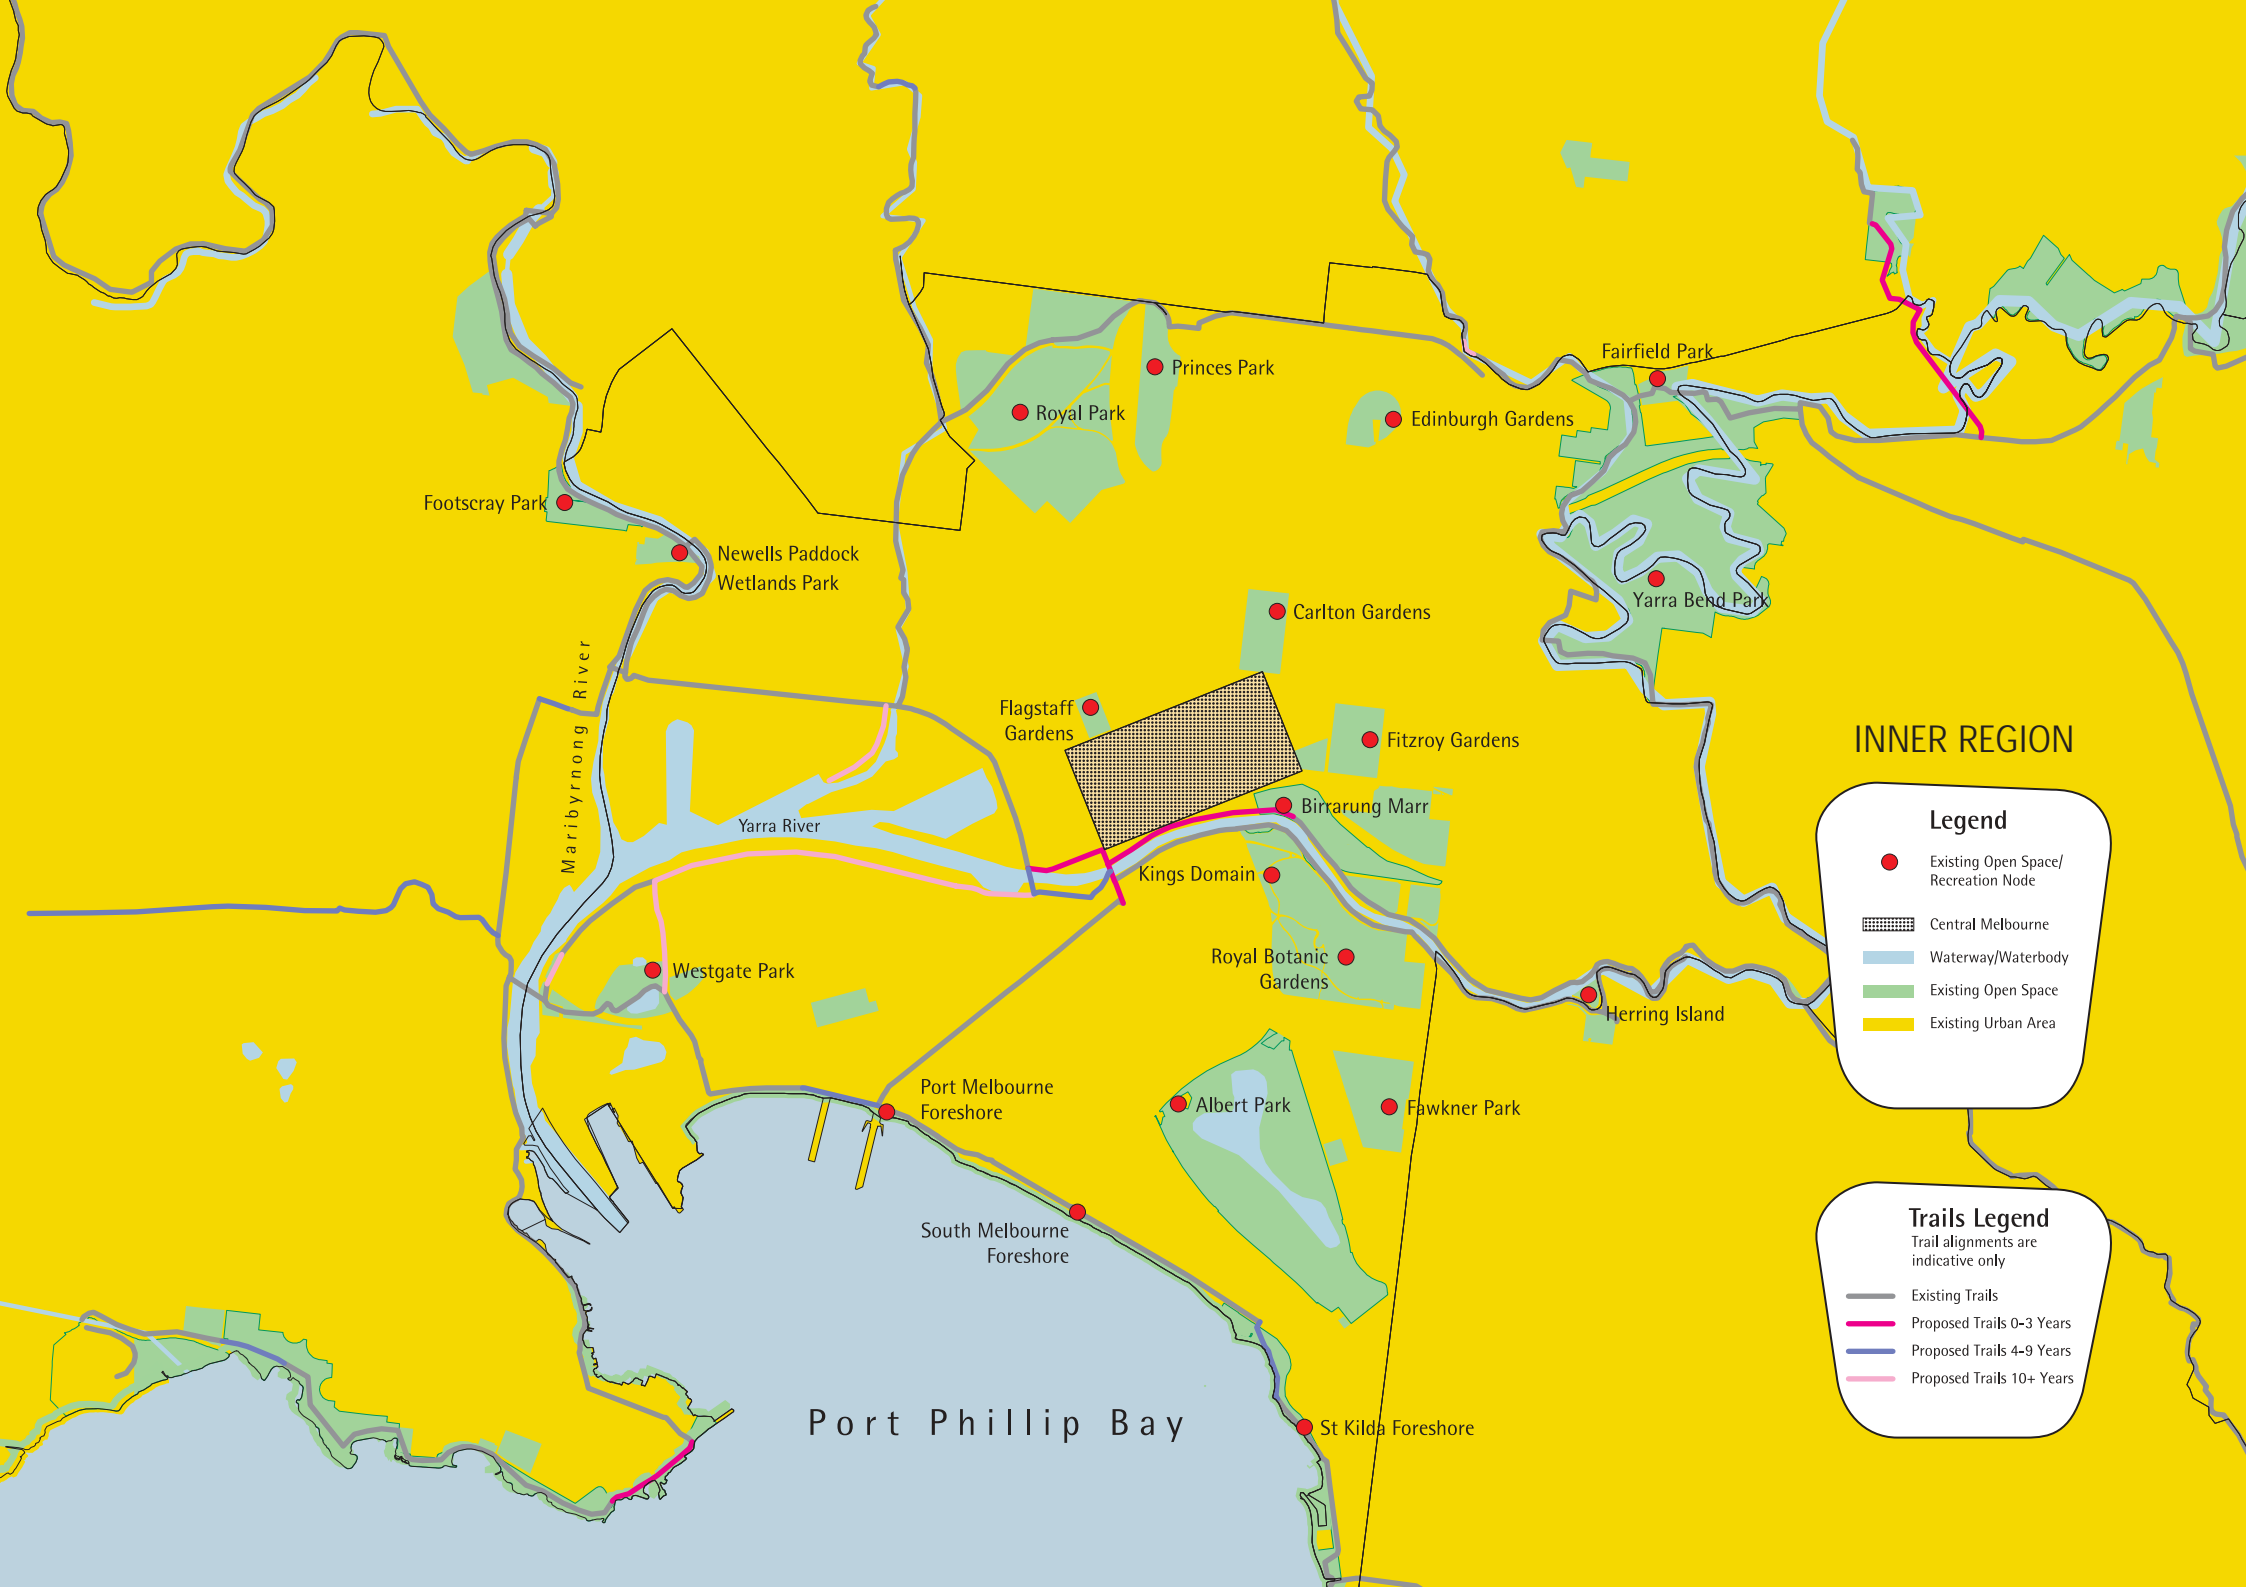 Fairfield Park
Princes Park
Royal Park
Edinburgh Gardens
Footscray Park
Newells Paddock
Wetlands Park
Yarra Bend Park
Carlton Gardens
Maribyrnong River
Flagstaff
Gardens
Fitzroy Gardens
Birrarung Marr
Yarra River
Kings Domain
Westgate Park
Royal Botanic
Gardens
Herring Island
Port Melbourne
Foreshore
Albert Park
Fawkner Park
South Melbourne
Foreshore
Port Phillip Bay
St Kilda Foreshore
INNER REGION
Legend
Existing Open Space/
Recreation Node
Central Melbourne
Waterway/Waterbody
Existing Open Space
Existing Urban Area
Trails Legend
Trail alignments are
indicative only
Existing Trails
Proposed Trails 0-3 Years
Proposed Trails 4-9 Years
Proposed Trails 10+ Years